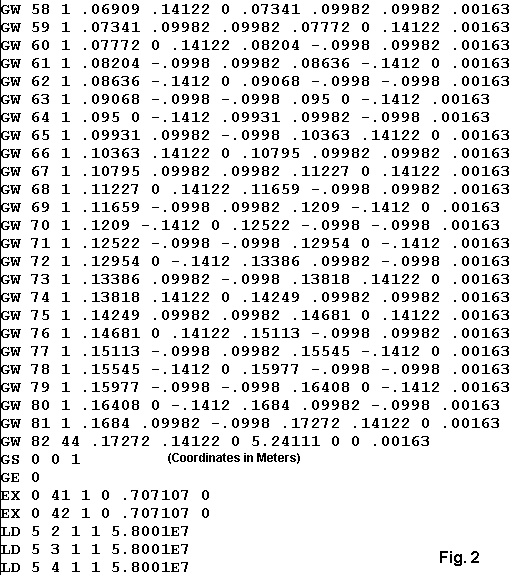 GW 58 1 .06909 .14122 0 .07341 .09982 .09982 .00163
GW 59 1 .07341 .09982 .09982 .07772 0 .14122 .00163
GW 60 1 .07772 0 .14122 .08204 -.0998 .09982 .00163
GW 61 1 .08204 -.0998 .09982 .08636 -.1412 0 .00163
GW 62 1 .08636 -.1412 0 .09068 -.0998 -.0998 .00163
GW 63 1 .09068 -.0998 -.0998 .095 0 -.1412 .00163
GW 64 1 .095 0 -.1412 .09931 .09982 -.0998 .00163
GW 65 1 .09931 .09982 -.0998 .10363 .14122 0 .00163
GW 66 1 .10363 .14122 0 .10795 .09982 .09982 .00163
GW 67 1 .10795 .09982 .09982 .11227 0 .14122 .00163
GW 68 1 .11227 0 .14122 .11659 -.0998 .09982 .00163
GW 69 1 .11659 -.0998 .09982 .1209 -.1412 0 .00163
GW 70 1 .1209 -.1412 0 .12522 -.0998 -.0998 .00163
GW 71 1 .12522 -.0998 -.0998 .12954 0 -.1412 .00163
GW 72 1 .12954 0 -.1412 .13386 .09982 -.0998 .00163
GW 73 1 .13386 .09982 -.0998 .13818 .14122 0 .00163
GW 74 1 .13818 .14122 0 .14249 .09982 .09982 .00163
GW 75 1 .14249 .09982 .09982 .14681 0 .14122 .00163
GW 76 1 .14681 0 .14122 .15113 -.0998 .09982 .00163
GW 77 1 .15113 -.0998 .09982 .15545 -.1412 0 .00163
GW 78 1 .15545 -.1412 0 .15977 -.0998 -.0998 .00163
GW 79 1 .15977 -.0998 -.0998 .16408 0 -.1412 .00163
GW 80 1 .16408 0 -.1412 .1684 .09982 -.0998 .00163
GW 81 1 .1684 .09982 -.0998 .17272 .14122 0 .00163
GW 82 44 .17272 .14122 0 5.24111 0 0 .00163
GS 0 0 1 (Coordinates in Meters)
GE 0
EX 0 41 1 0 .707107 0
EX 0 42 1 0 .707107 0
LD 5 2 1 1 5.8001E7
LD 5 3 1 1 5.8001E7
LD 5 4 1 1 5.8001E7
Fig. 2